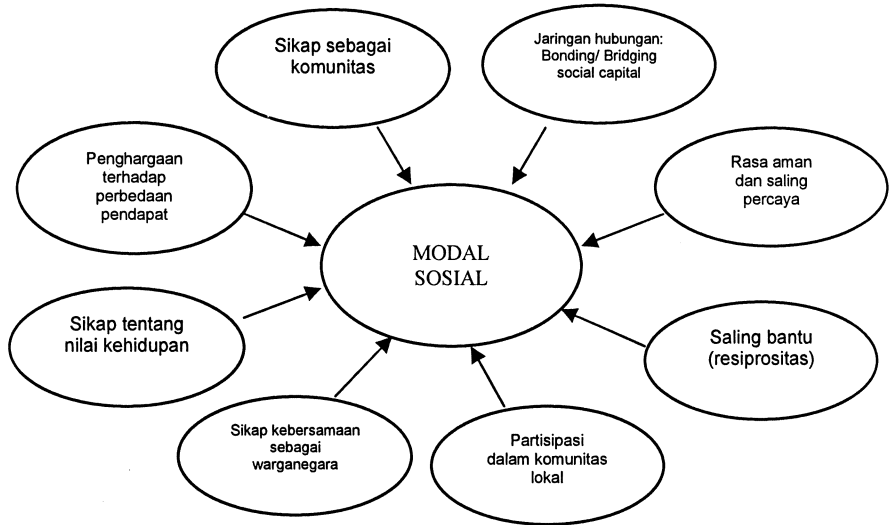 Sikap sebagai
komunitas
Jaringan hubungan:
Bonding/ Bridging
social capital
Penghargaan
terhadap
perbedaan
pendapat
Rasa aman
dan saling
percaya
MODAL
SOSIAL
Sikap tentang
nilai kehidupan
Saling bantu
(resiprositas)
Sikap kebersamaan
sebagai
warganegara
Partisipasi
dalam komunitas
lokal